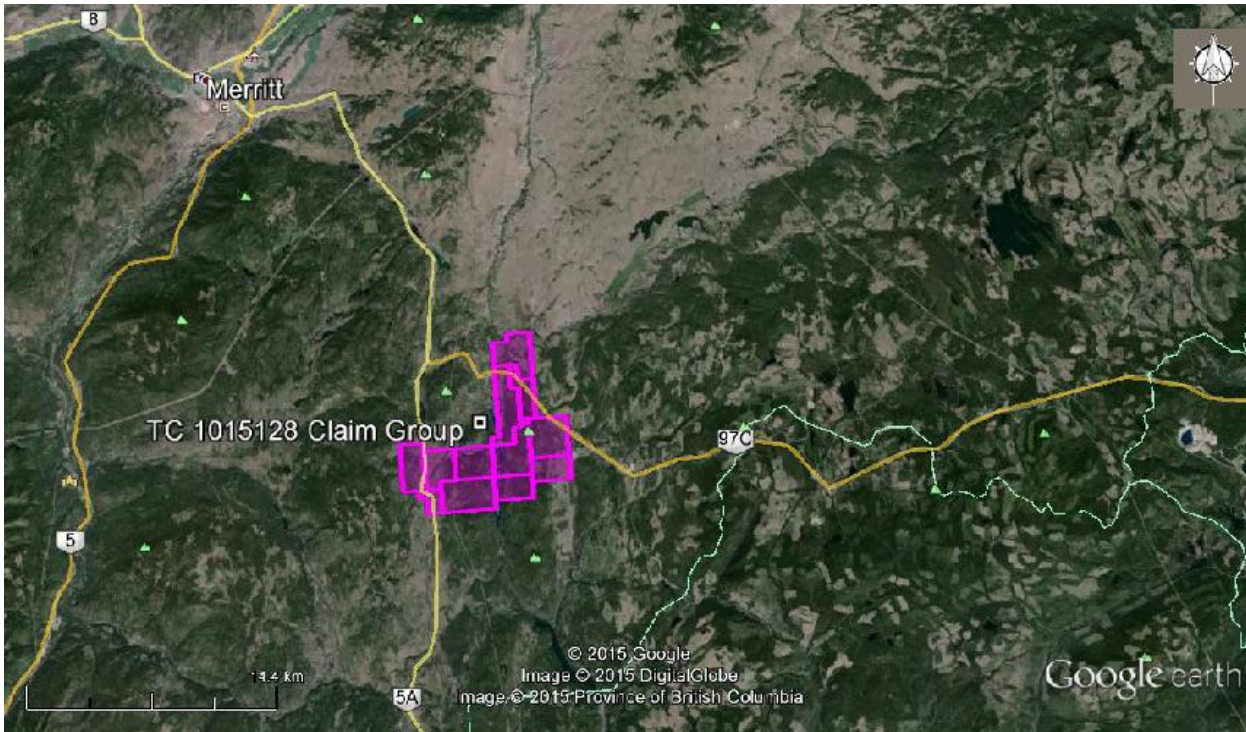 8
Merritt
TC 1015128 Claim Group
97C
5
14.4 km
5A
© 2015 Google
Image © 2015 DigitalGlobe
Image © 2015 Province of British Columbia
Google earth